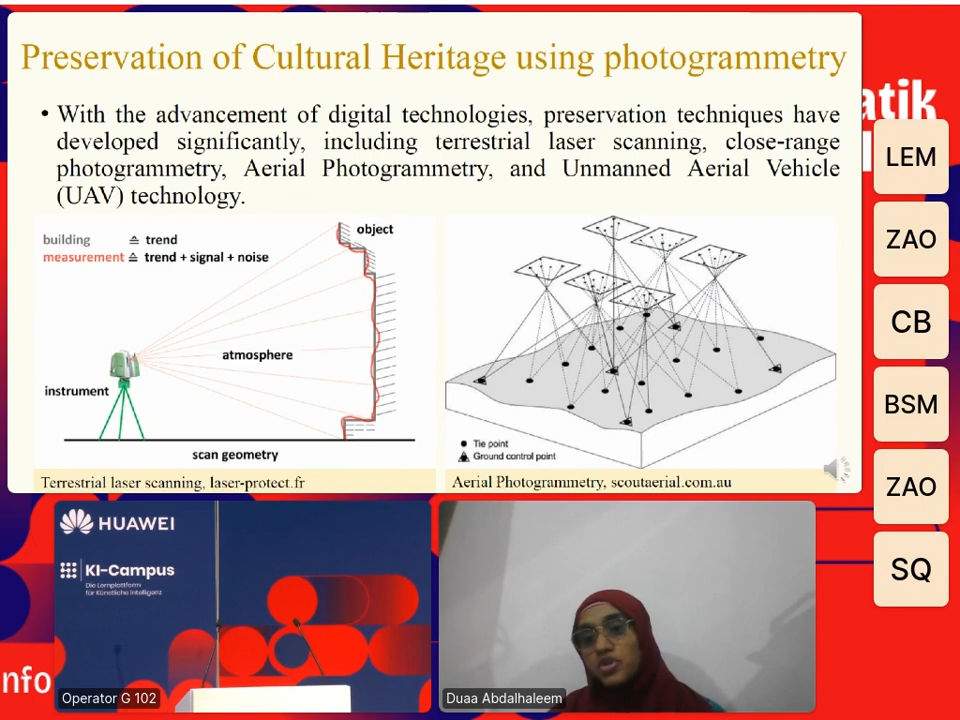 Preservation of Cultural Heritage using photogrammetry
• With the advancement of digital technologies, preservation techniques have
developed significantly, including terrestrial laser scanning, close-range
photogrammetry, Aerial Photogrammetry, and Unmanned Aerial Vehicle
(UAV) technology.
building ≙ trend
measurement ≙ trend + signal + noise
object
atmosphere
instrument
scan geometry
Terrestrial laser scanning, laser-protect.fr
Tie point
Ground control point
Aerial Photogrammetry, scoutaerial.com.au
atik
LEM
ZAO
CB
BSM
ZAO
SQ
HUAWEI
KI-Campus
Die Lernplattform
für Künstliche Intelligenz
nfo
Operator G 102
Duaa Abdalhaleem